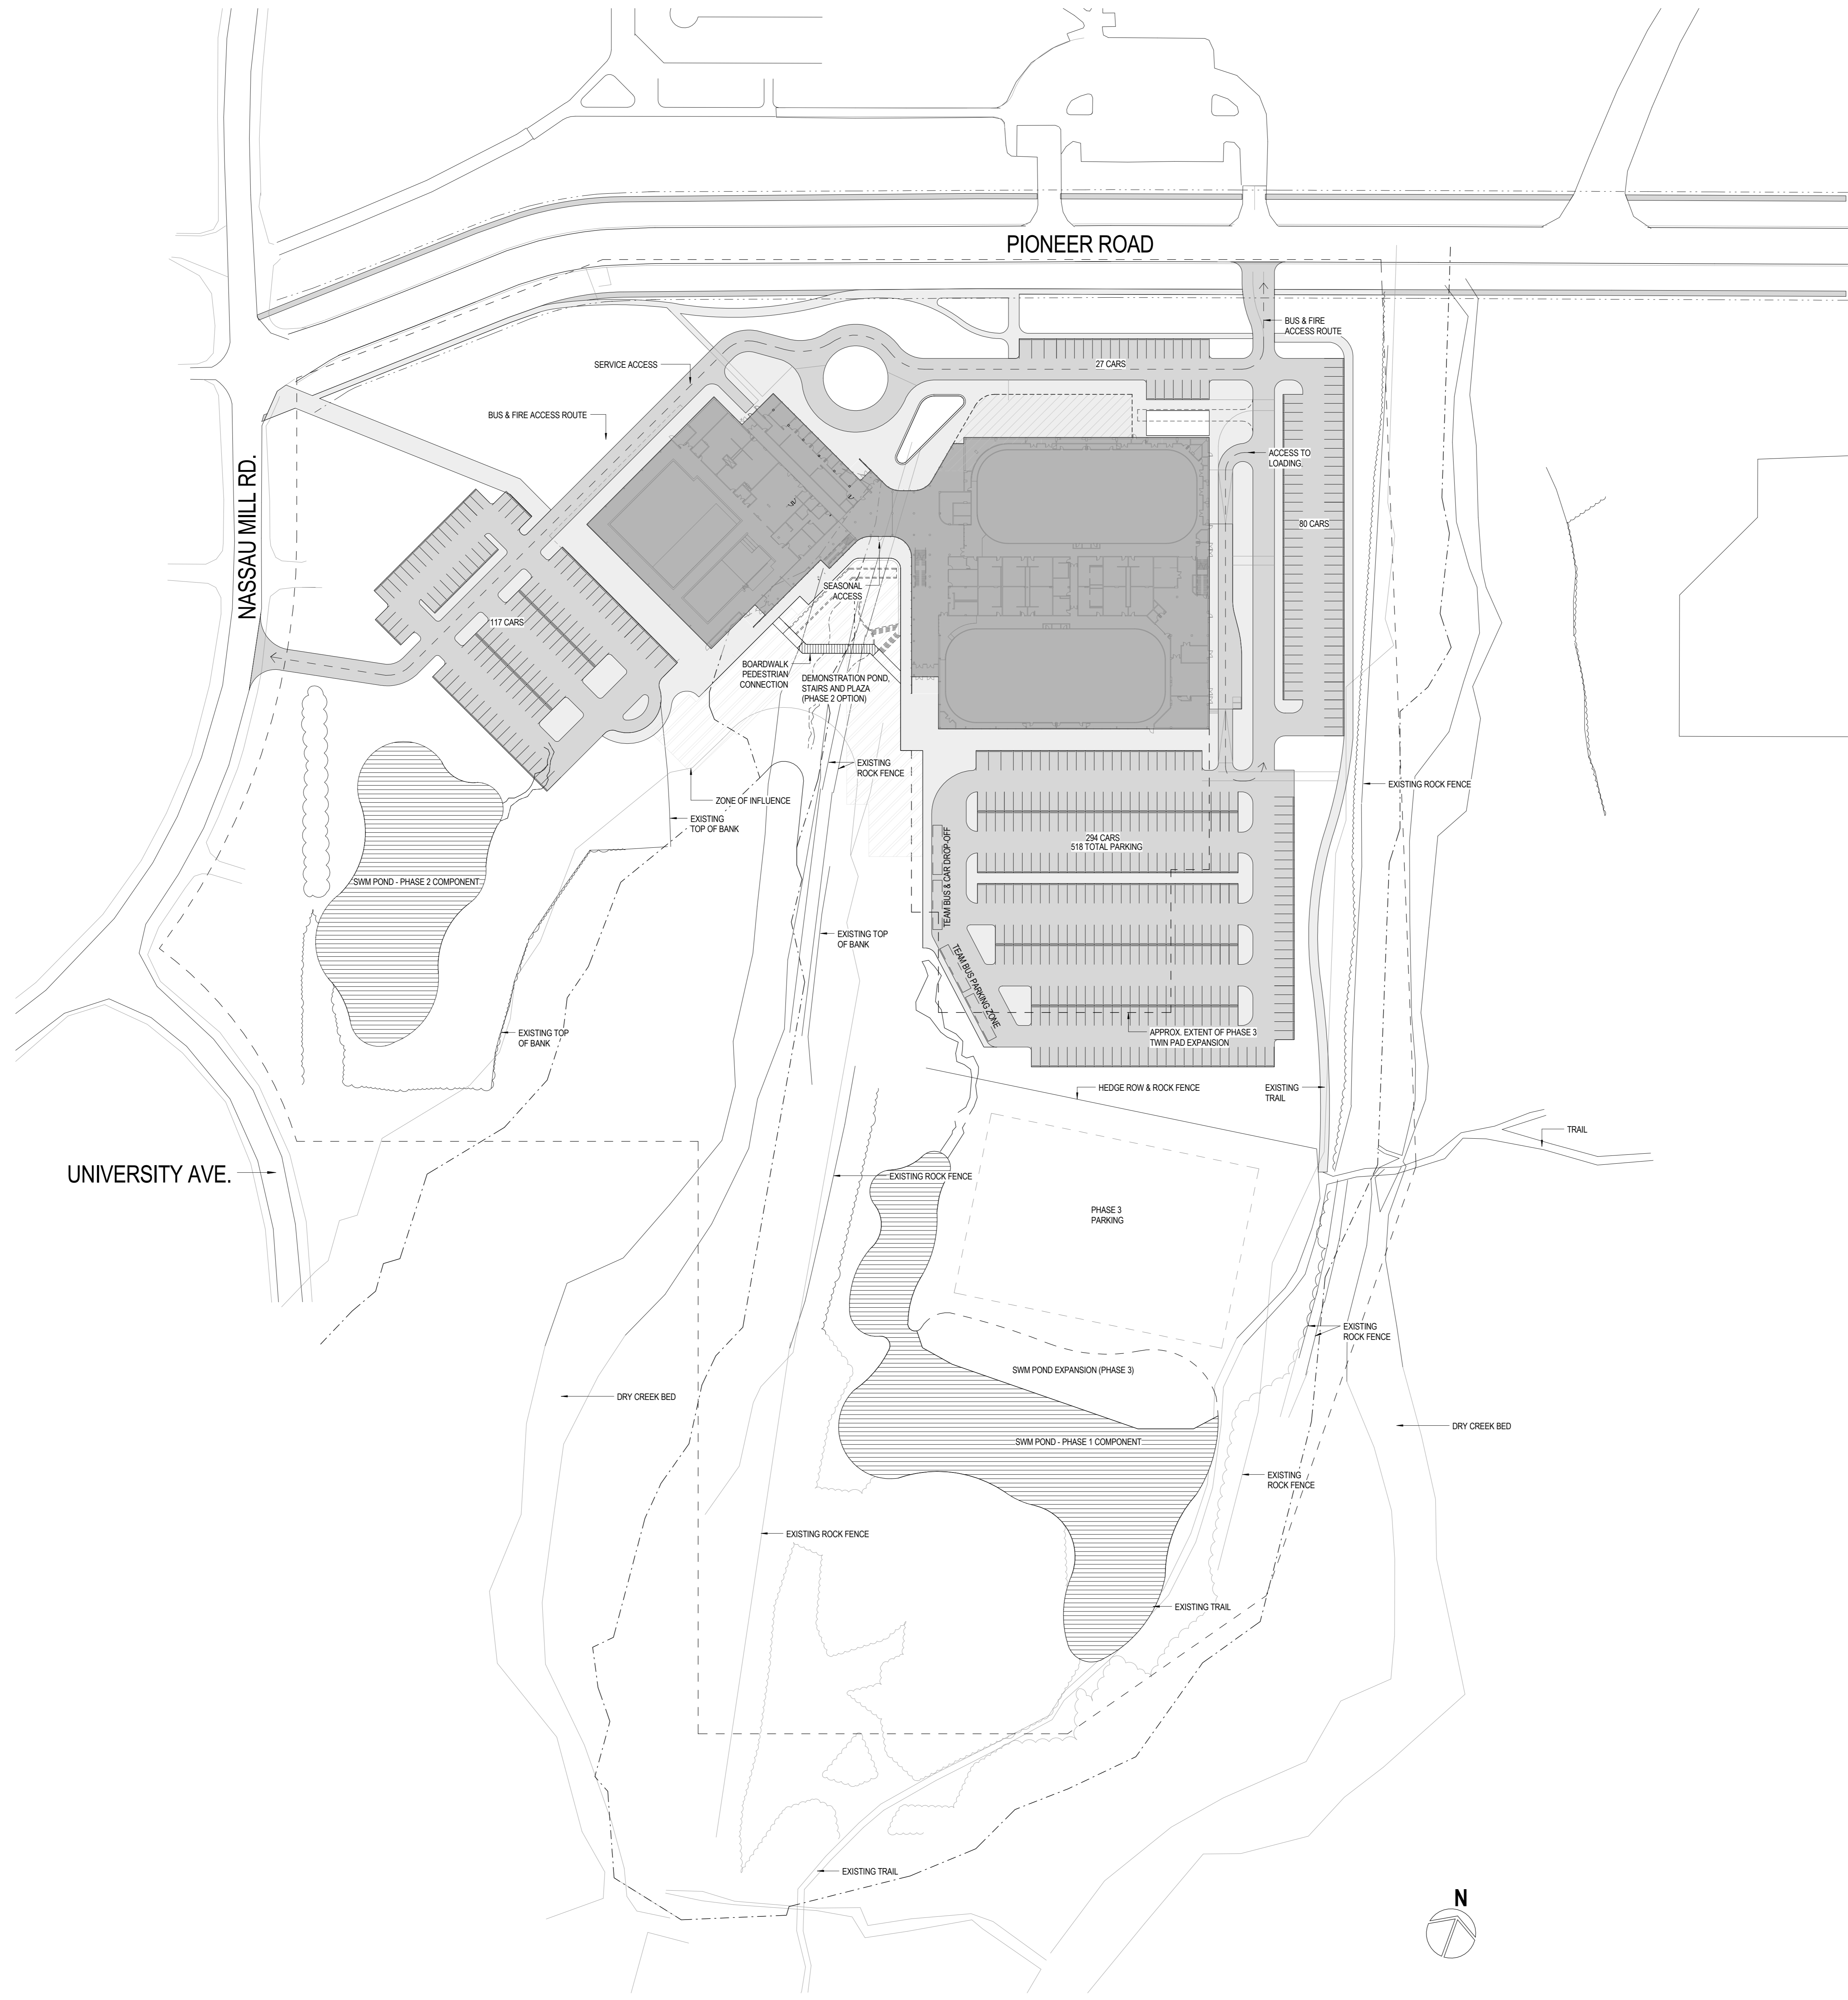 PIONEER ROAD
BUS & FIRE
ACCESS ROUTE
27 CARS
SERVICE ACCESS
BUS & FIRE ACCESS ROUTE
ACCESS TO
LOADING.
NASSAU MILL RD.
80 CARS
SEASONAL
ACCESS
117 CARS
BOARDWALK
PEDESTRIAN
CONNECTION
DEMONSTRATION POND,
STAIRS AND PLAZA
(PHASE 2 OPTION)
EXISTING
ROCK FENCE
EXISTING ROCK FENCE
ZONE OF INFLUENCE
EXISTING
TOP OF BANK
294 CARS
518 TOTAL PARKING
TEAM BUS & CAR DROP-OFF
SWM POND - PHASE 2 COMPONENT
EXISTING TOP
OF BANK
TEAM BUS PARKING ZONE
EXISTING TOP
OF BANK
APPROX. EXTENT OF PHASE 3
TWIN PAD EXPANSION
HEDGE ROW & ROCK FENCE
EXISTING
TRAIL
TRAIL
UNIVERSITY AVE.
EXISTING ROCK FENCE
PHASE 3
PARKING
EXISTING
ROCK FENCE
SWM POND EXPANSION (PHASE 3)
DRY CREEK BED
DRY CREEK BED
SWM POND - PHASE 1 COMPONENT
EXISTING
ROCK FENCE
EXISTING ROCK FENCE
EXISTING TRAIL
EXISTING TRAIL
N